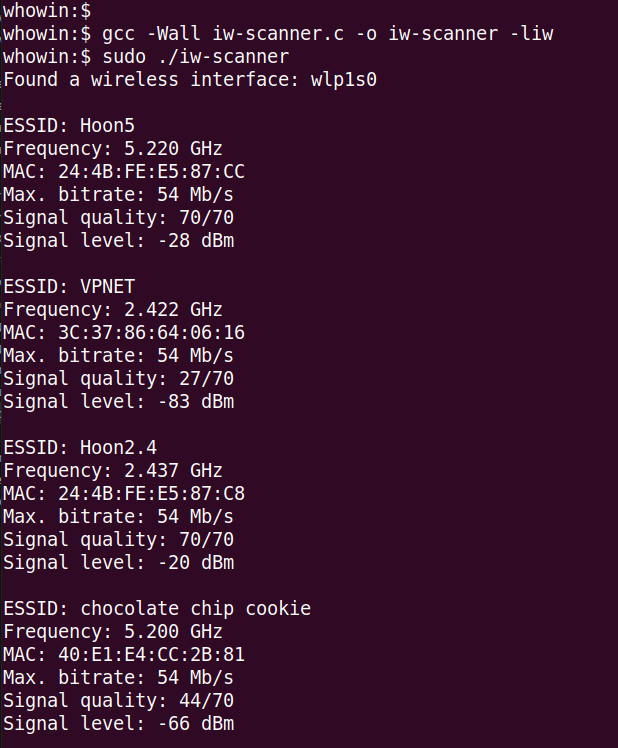 whowin:$
whowin:$ gcc -Wall iw-scanner.c -o iw-scanner -liw
whowin:$ sudo ./iw-scanner
Found a wireless interface: wlp1s0
ESSID: Hoon5
Frequency: 5.220 GHz
MAC: 24:4B:FE:E5:87:CC
Max. bitrate: 54 Mb/s
Signal quality: 70/70
Signal level: -28 dBm
ESSID: VPNET
Frequency: 2.422 GHz
MAC: 3C:37:86:64:06:16
Max. bitrate: 54 Mb/s
Signal quality: 27/70
Signal level: -83 dBm
ESSID: Hoon2.4
Frequency: 2.437 GHz
MAC: 24:4B:FE:E5:87:C8
Max. bitrate: 54 Mb/s
Signal quality: 70/70
Signal level: -20 dBm
ESSID: chocolate chip cookie
Frequency: 5.200 GHz
MAC: 40:E1:E4:CC:2B:81
Max. bitrate: 54 Mb/s
Signal quality: 44/70
Signal level: -66 dBm